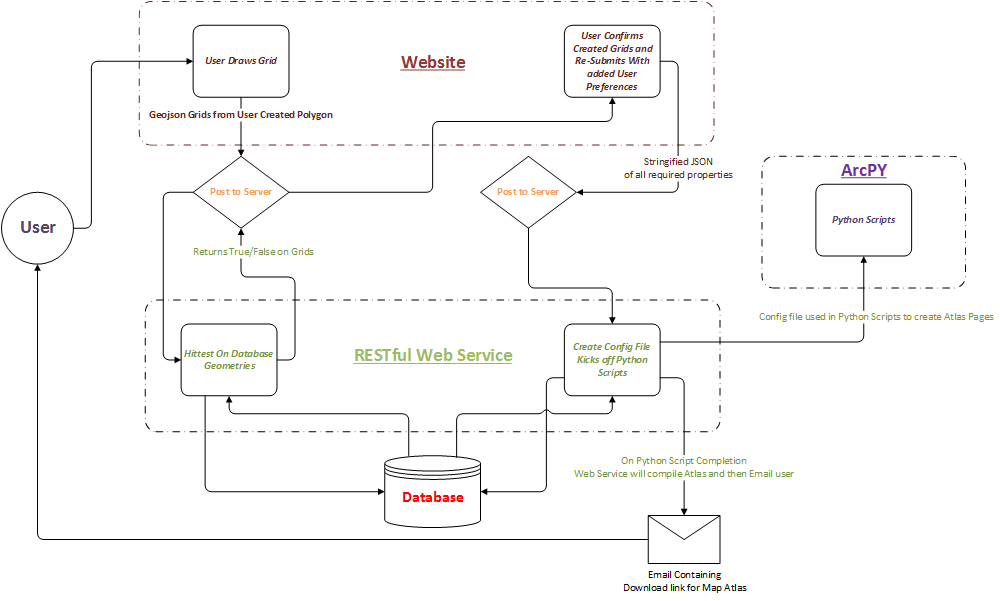 User Draws Grid
Website
User Confirms
Created Grids and
Re-Submits With
added User
Preferences
Geojson Grids from User Created Polygon
Stringified JSON
of all required properties
Post to Server
Post to Server
ArcPY
Python Scripts
User
Returns True/False on Grids
Config file used in Python Scripts to create Atlas Pages
Hittest On Database
Geometries
RESTful Web Service
Create Config File
Kicks off Python
Scripts
On Python Script Completion
Web Service will compile Atlas and then Email user
Database
Email Containing
Download link for Map Atlas